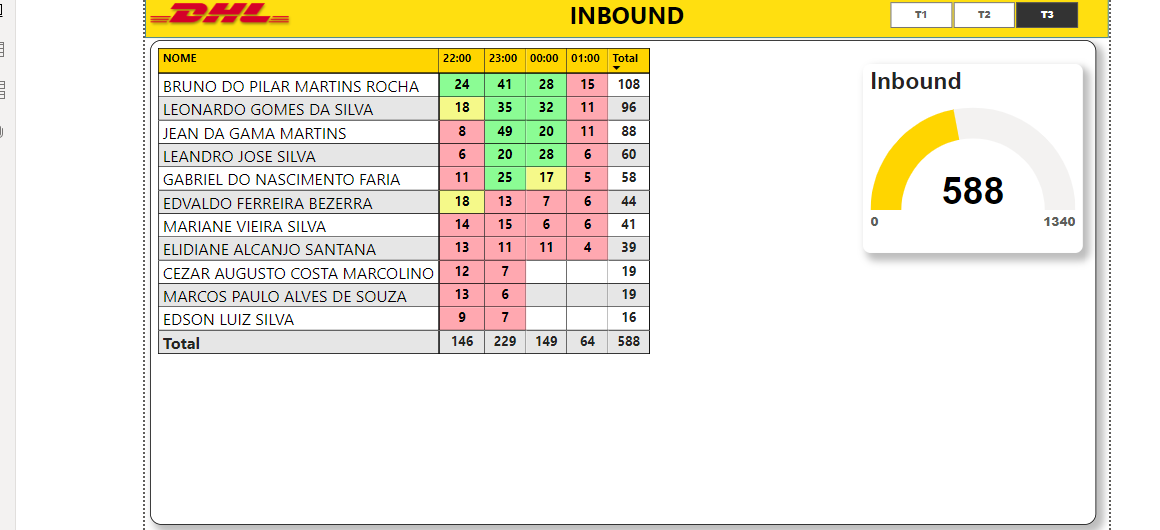 DHL INBOUND T1 T2 T3
NOME 22:00 23:00 00:00 01:00 Total
BRUNO DO PILAR MARTINS ROCHA 24 41 28 15 108
LEONARDO GOMES DA SILVA 18 35 32 11 96
JEAN DA GAMA MARTINS 8 49 20 11 88
LEANDRO JOSE SILVA 6 20 28 6 60
GABRIEL DO NASCIMENTO FARIA 11 25 17 5 58
EDVALDO FERREIRA BEZERRA 18 13 7 6 44
MARIANE VIEIRA SILVA 14 15 6 6 41
ELIDIANE ALCANJO SANTANA 13 11 11 4 39
CEZAR AUGUSTO COSTA MARCOLINO 12 7 19
MARCOS PAULO ALVES DE SOUZA 13 6 19
EDSON LUIZ SILVA 9 7 16
Total 146 229 149 64 588
Inbound
588
0 1340